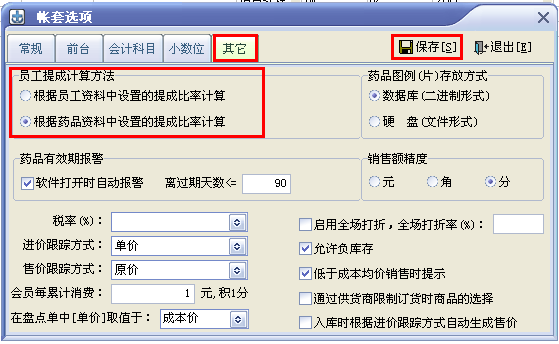 帐套选项
常规 前台 会计科目 小数位 其它 保存[S] 退出[E]
员工提成计算方法
根据员工资料中设置的提成比率计算
根据药品资料中设置的提成比率计算
药品图例(片)存放方式
数据库(二进制形式)
硬 盘(文件形式)
药品有效期报警
软件打开时自动报警 离过期天数<= 90
销售额精度
元 角 分
税率(%):
进价跟踪方式: 单价
售价跟踪方式: 原价
会员每累计消费: 1 元,积1分
在盘点单中[单价]取值于: 成本价
启用全场打折,全场打折率(%):
允许负库存
低于成本均价销售时提示
通过供货商限制订货时商品的选择
入库时根据进价跟踪方式自动生成售价